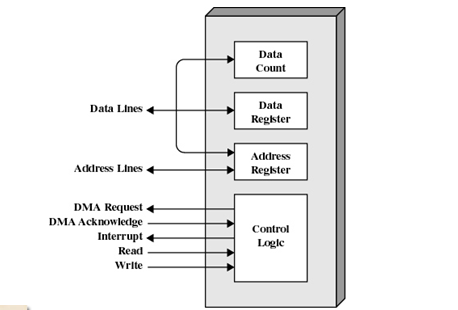 Data
Count
Data Lines
Data
Register
Address Lines
Address
Register
DMA Request
DMA Acknowledge
Interrupt
Read
Write
Control
Logic